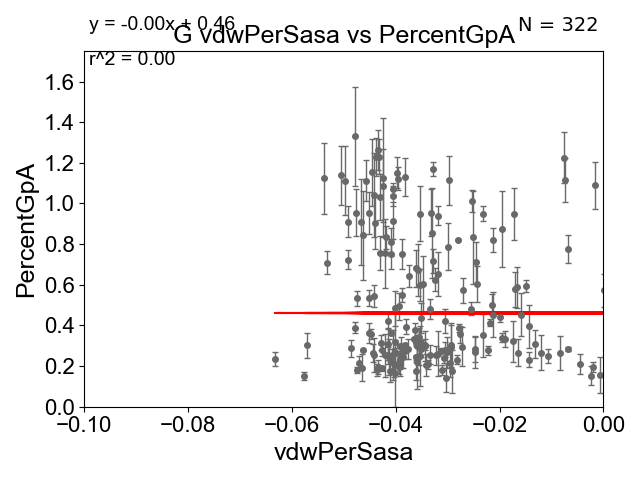 y = -0.00x + 0.46
N = 322
G vdwPerSasa vs PercentGpA
r^2 = 0.00
1.6
1.4
1.2
1.0
0.8
0.6
0.4
0.2
0.0
PercentGpA
−0.10
−0.08
−0.06
−0.04
−0.02
0.00
vdwPerSasa